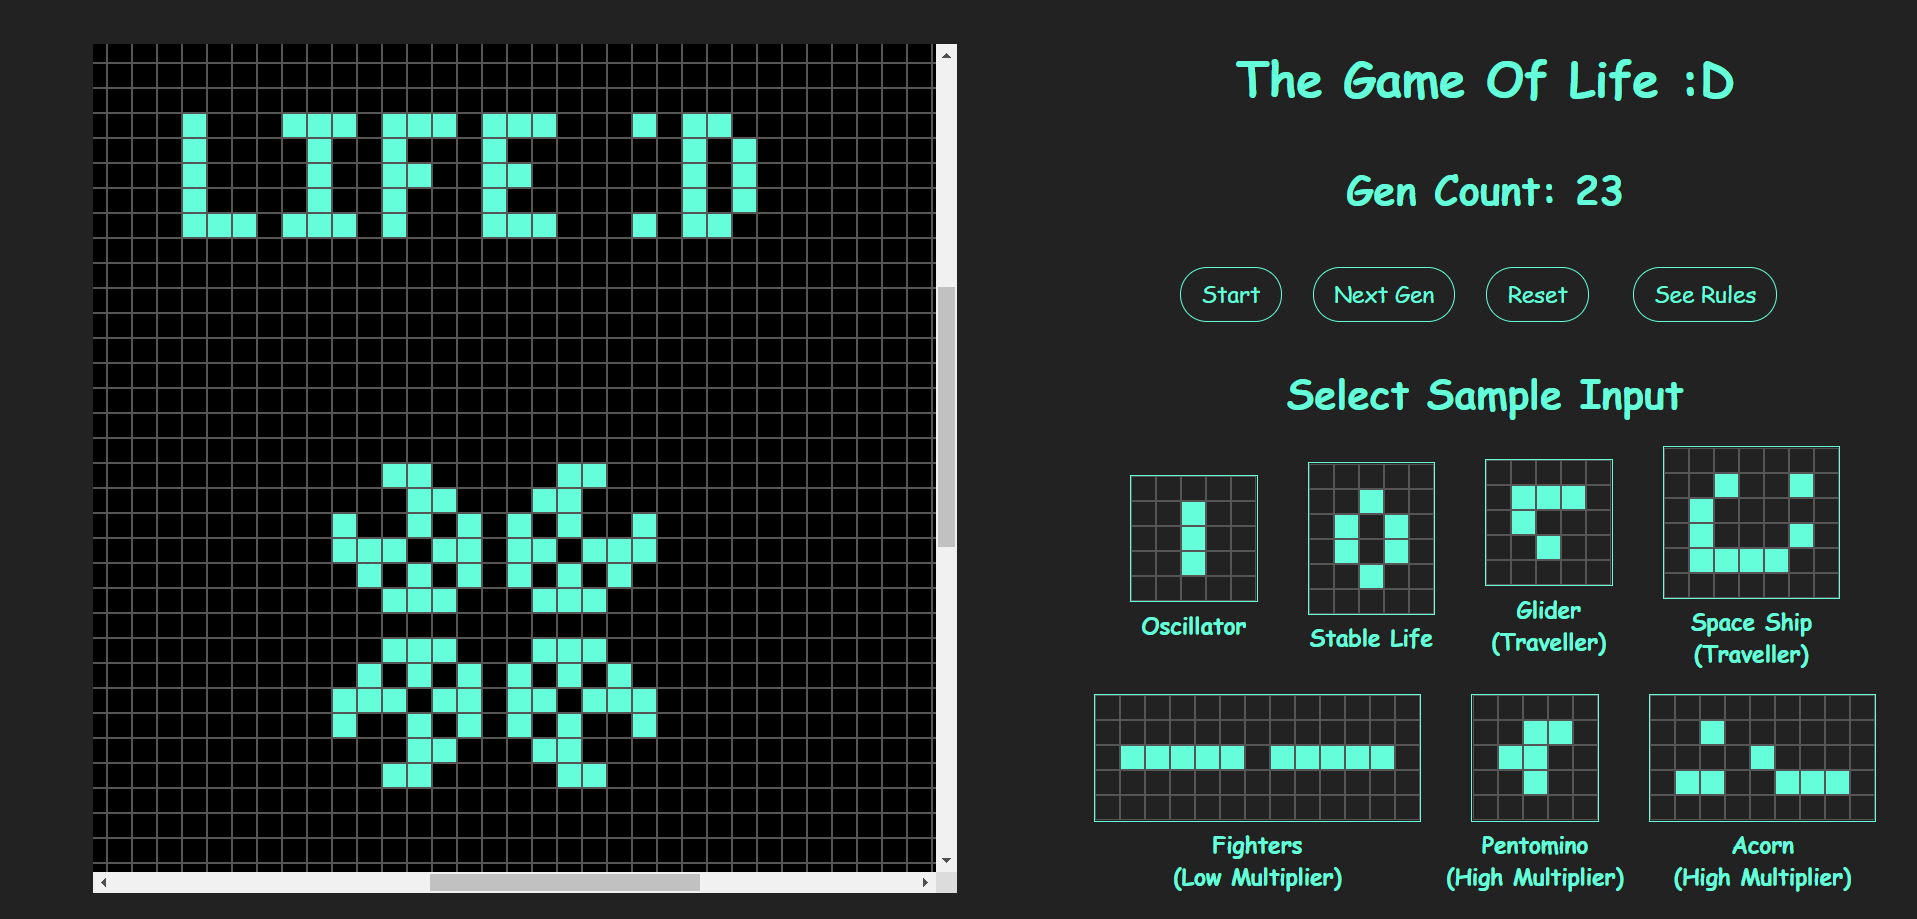 LIFE :D
The Game Of Life :D
Gen Count: 23
Start Next Gen Reset See Rules
Select Sample Input
Oscillator
Stable Life
Glider
(Traveller)
Space Ship
(Traveller)
Fighters
(Low Multiplier)
Pentomino
(High Multiplier)
Acorn
(High Multiplier)